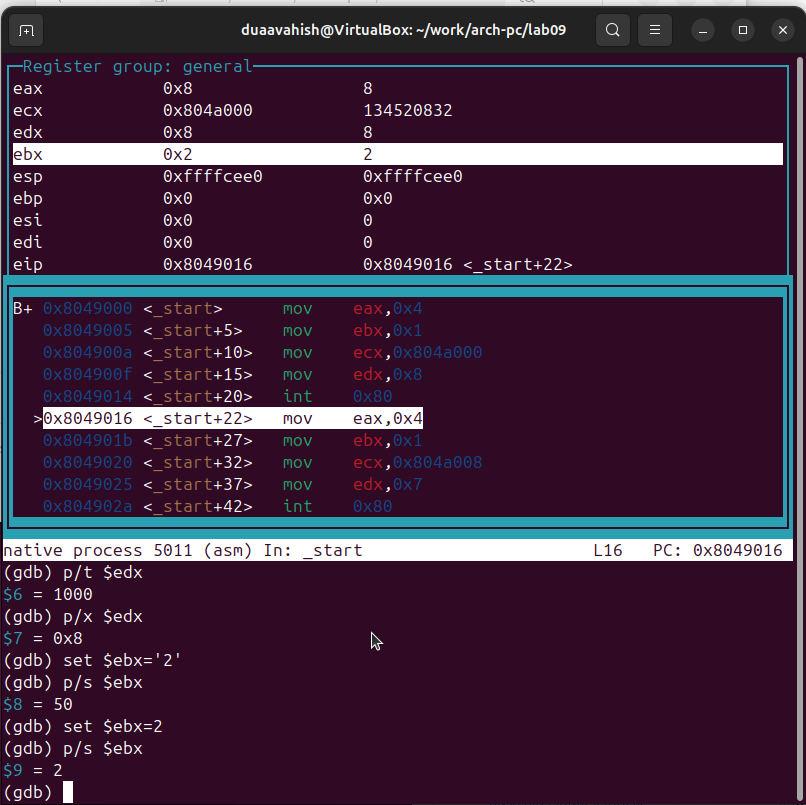 duaavahish@VirtualBox: ~/work/arch-pc/lab09
Register group: general
eax 0x8 8
ecx 0x804a000 134520832
edx 0x8 8
ebx 0x2 2
esp 0xffffcee0 0xffffcee0
ebp 0x0 0x0
esi 0x0 0
edi 0x0 0
eip 0x8049016 0x8049016 <_start+22>
B+ 0x8049000 <_start> mov eax,0x4
0x8049005 <_start+5> mov ebx,0x1
0x804900a <_start+10> mov ecx,0x804a000
0x804900f <_start+15> mov edx,0x8
0x8049014 <_start+20> int 0x80
>0x8049016 <_start+22> mov eax,0x4
0x804901b <_start+27> mov ebx,0x1
0x8049020 <_start+32> mov ecx,0x804a008
0x8049025 <_start+37> mov edx,0x7
0x804902a <_start+42> int 0x80
native process 5011 (asm) In: _start L16 PC: 0x8049016
(gdb) p/t $edx
$6 = 1000
(gdb) p/x $edx
$7 = 0x8
(gdb) set $ebx='2'
(gdb) p/s $ebx
$8 = 50
(gdb) set $ebx=2
(gdb) p/s $ebx
$9 = 2
(gdb)